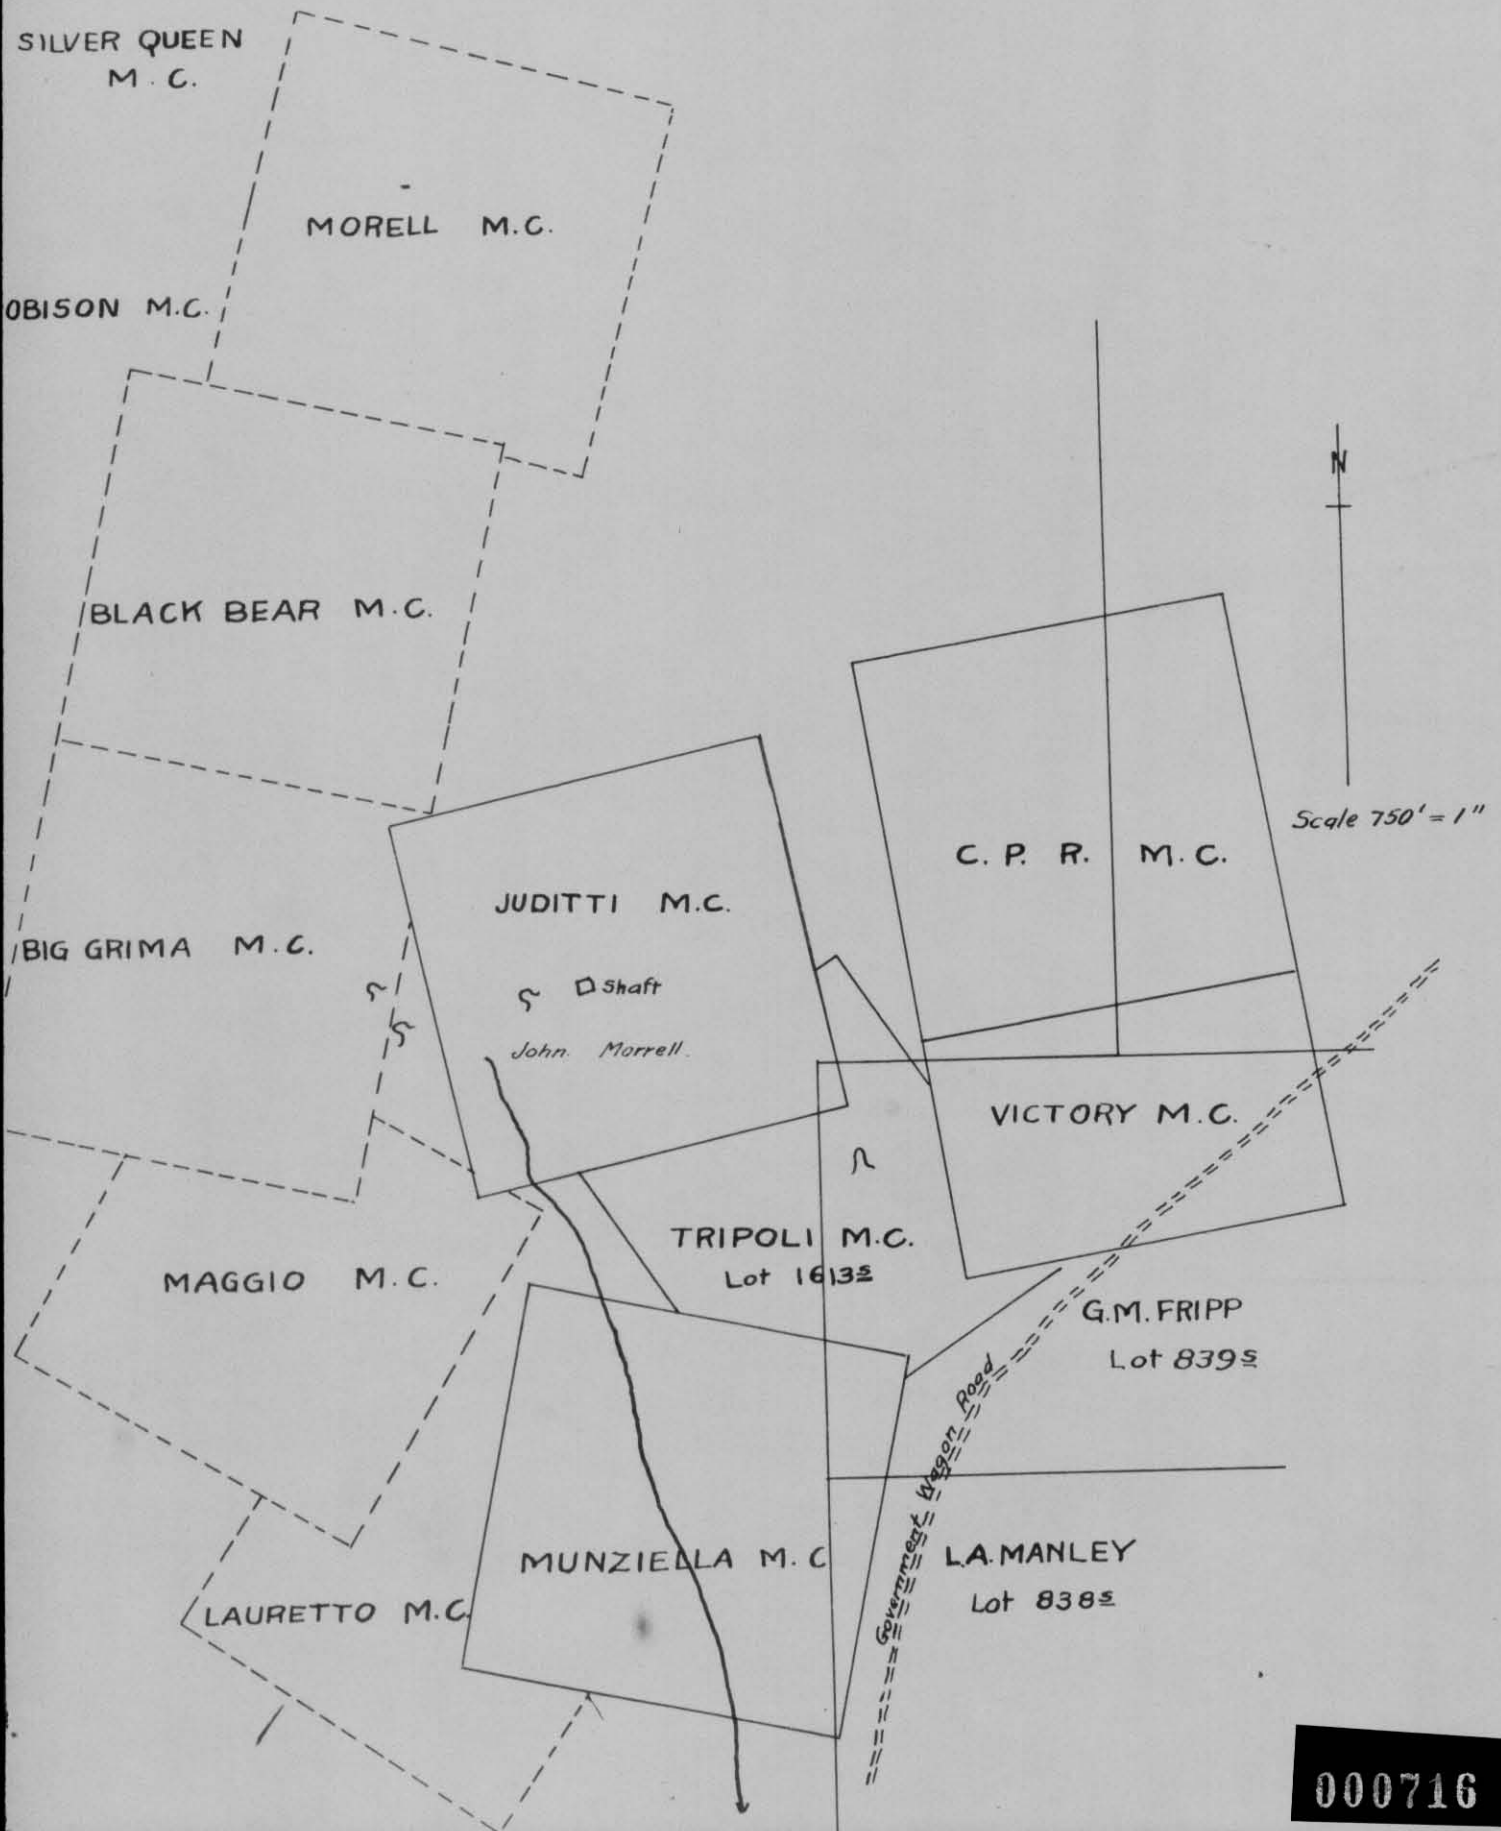 SILVER QUEEN
M. C.
MORELL M.C.
OBISON M.C.
N
BLACK BEAR M.C.
Scale 750' = 1"
C. P. R. M.C.
JUDITTI M.C.
BIG GRIMA M.C.
Shaft
John. Morrell.
VICTORY M.C.
TRIPOLI M.C.
Lot 1613s
MAGGIO M.C.
G.M. FRIPP
Lot 839s
Government Wagon Road
MUNZIELLA M.C
L.A. MANLEY
Lot 838s
LAURETTO M.C.
000716